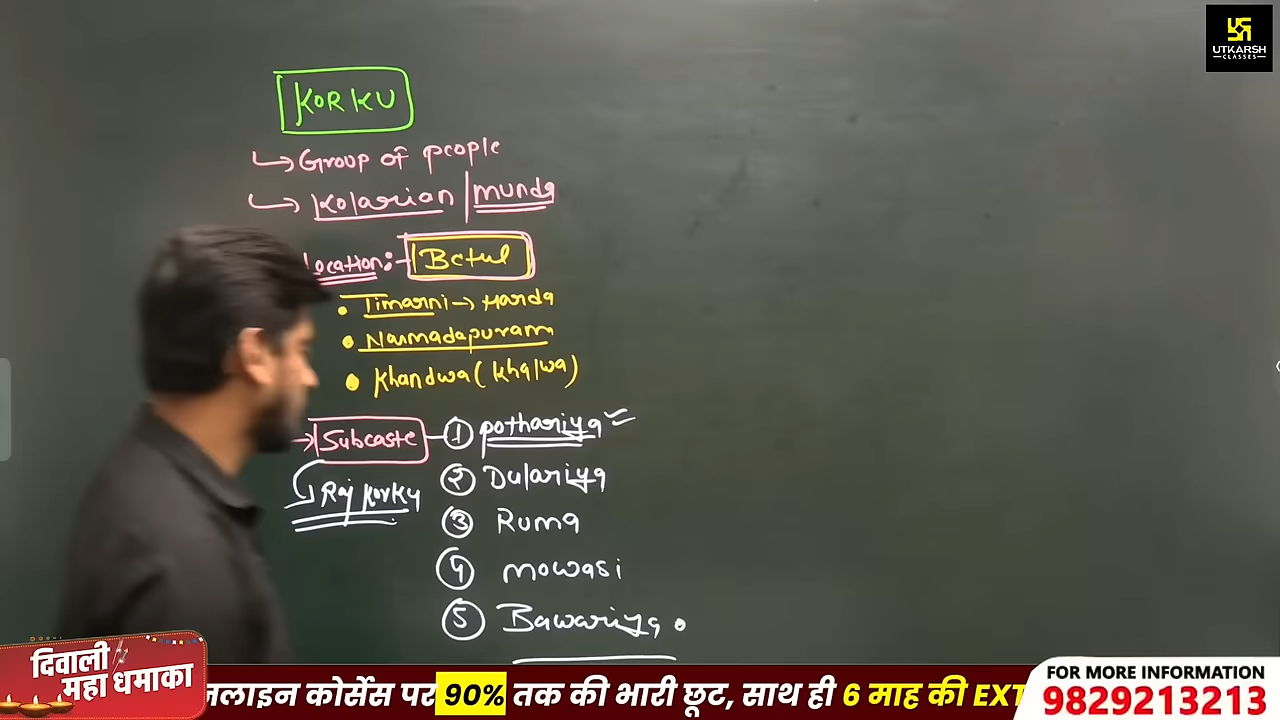 UTKARSH
CLASSES
KORKU
↳ Group of people
↳ Kolarian | munda
Location:- Betul
• Timarni → Harda
• Narmadapuram
• Khandwa (Khalwa)
→ Subcaste - ① pothariya
Raj Korku
② Dulariya
③ Ruma
④ mowasi
⑤ Bawariya
दिवाली
महा धमाका
ऑनलाइन कोर्सेस पर 90% तक की भारी छूट, साथ ही 6 माह की EXT
FOR MORE INFORMATION
9829213213